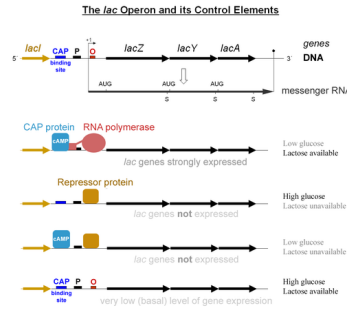 The lac Operon and its Control Elements
lacI CAP P +1 O lacZ lacY lacA genes
5´ binding site 3´ DNA
AUG AUG AUG
messenger RNA
S S S
CAP protein RNA polymerase
cAMP
Low glucose
lac genes strongly expressed Lactose available
Repressor protein
High glucose
lac genes not expressed Lactose unavailable
cAMP
Low glucose
lac genes not expressed Lactose unavailable
CAP P O High glucose
binding site Lactose available
very low (basal) level of gene expression